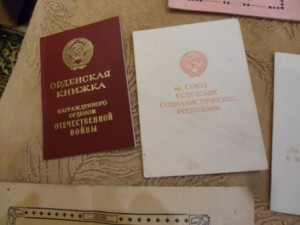 ОРДЕНСКАЯ
КНИЖКА
НАГРАЖДЕННОГО
ОРДЕНОМ
ОТЕЧЕСТВЕННОЙ
ВОЙНЫ
СОЮЗ
СОВЕТСКИХ
СОЦИАЛИСТИЧЕСКИХ
РЕСПУБЛИК